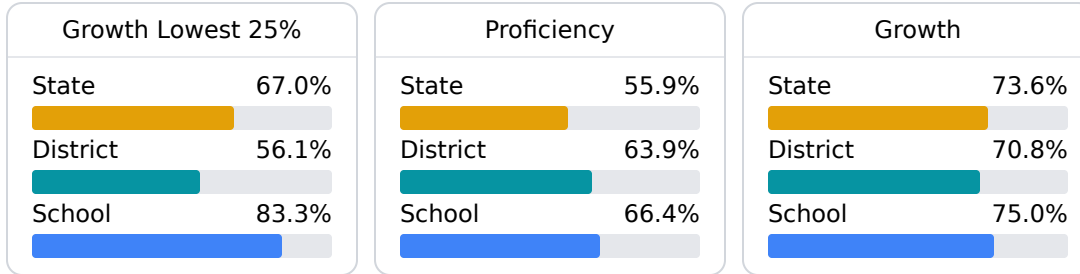 Growth Lowest 25%
State 67.0%
District 56.1%
School 83.3%
Proficiency
State 55.9%
District 63.9%
School 66.4%
Growth
State 73.6%
District 70.8%
School 75.0%